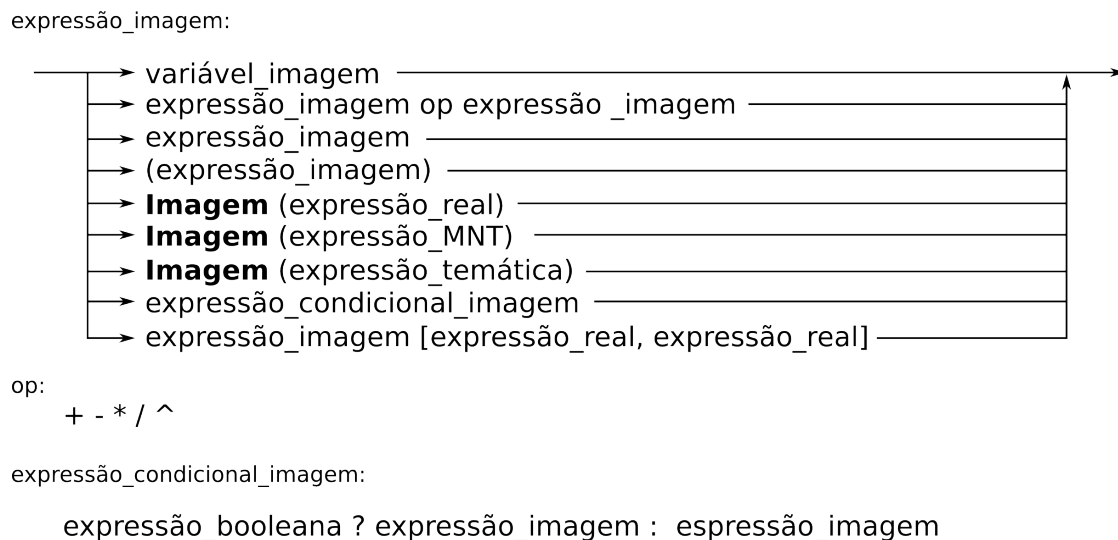 expressão_imagem:
variável_imagem
expressão_imagem op expressão _imagem
expressão_imagem
(expressão_imagem)
Imagem (expressão_real)
Imagem (expressão_MNT)
Imagem (expressão_temática)
expressão_condicional_imagem
expressão_imagem [expressão_real, expressão_real]
op:
+ - * / ^
expressão_condicional_imagem:
expressão_booleana ? expressão_imagem : espressão_imagem